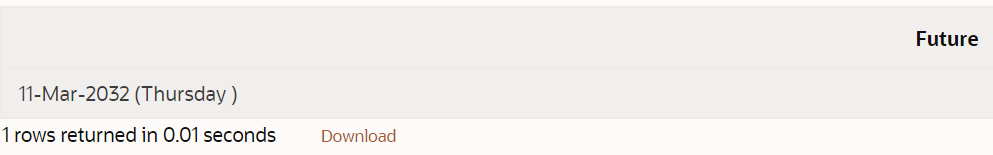 Future
11-Mar-2032 (Thursday )
1 rows returned in 0.01 seconds Download